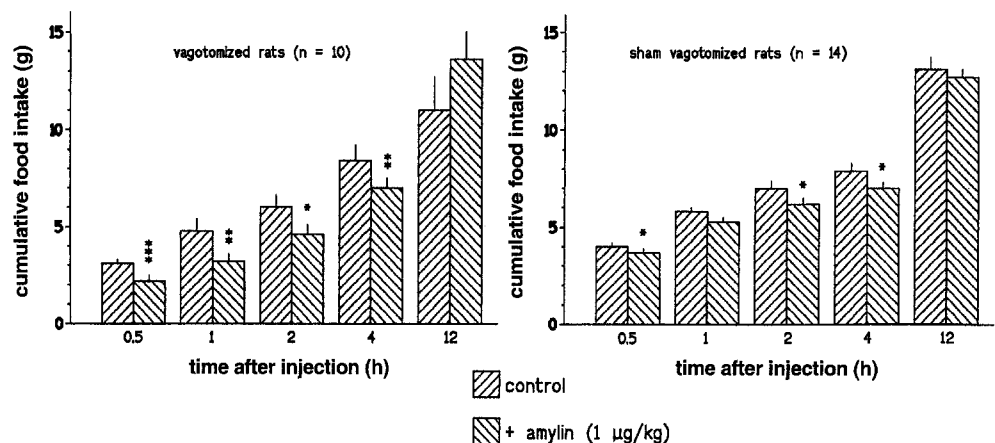 cumulative food intake (g)
15
10
5
0
vagotomized rats (n = 10)
***
**
*
**
0.5 1 2 4 12
time after injection (h)
cumulative food intake (g)
15
10
5
0
sham vagotomized rats (n = 14)
*
*
*
0.5 1 2 4 12
time after injection (h)
control
+ amylin (1 µg/kg)